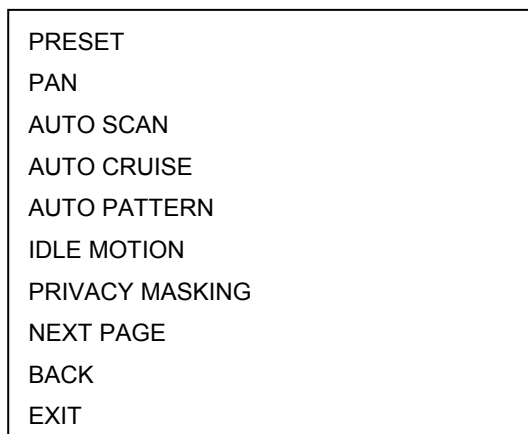 PRESET
PAN
AUTO SCAN
AUTO CRUISE
AUTO PATTERN
IDLE MOTION
PRIVACY MASKING
NEXT PAGE
BACK
EXIT